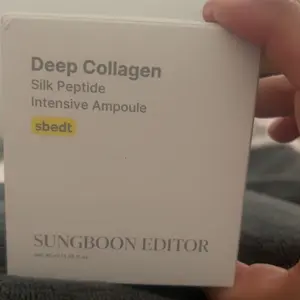 Deep Collagen
Silk Peptide
Intensive Ampoule
sbedt
SUNGBOON EDITOR